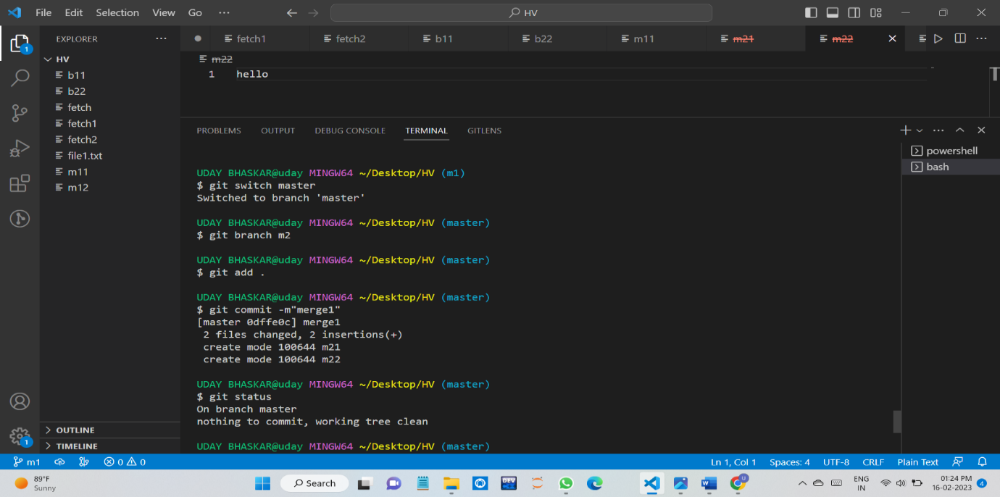 File Edit Selection View Go ··· HV
EXPLORER ···
fetch1 fetch2 b11 b22 m11 m21 m22
HV
b11
b22
fetch
fetch1
fetch2
file1.txt
m11
m12
OUTLINE
TIMELINE
m22
1 hello
PROBLEMS OUTPUT DEBUG CONSOLE TERMINAL GITLENS
powershell
bash
UDAY BHASKAR@uday MINGW64 ~/Desktop/HV (m1)
$ git switch master
Switched to branch 'master'
UDAY BHASKAR@uday MINGW64 ~/Desktop/HV (master)
$ git branch m2
UDAY BHASKAR@uday MINGW64 ~/Desktop/HV (master)
$ git add .
UDAY BHASKAR@uday MINGW64 ~/Desktop/HV (master)
$ git commit -m"merge1"
[master 0dffe0c] merge1
2 files changed, 2 insertions(+)
create mode 100644 m21
create mode 100644 m22
UDAY BHASKAR@uday MINGW64 ~/Desktop/HV (master)
$ git status
On branch master
nothing to commit, working tree clean
UDAY BHASKAR@uday MINGW64 ~/Desktop/HV (master)
1
1
m1 0 0 Ln 1, Col 1 Spaces: 4 UTF-8 CRLF Plain Text
89°F
Sunny
Search
DEV
ENG
IN
01:24 PM
16-02-2023
4